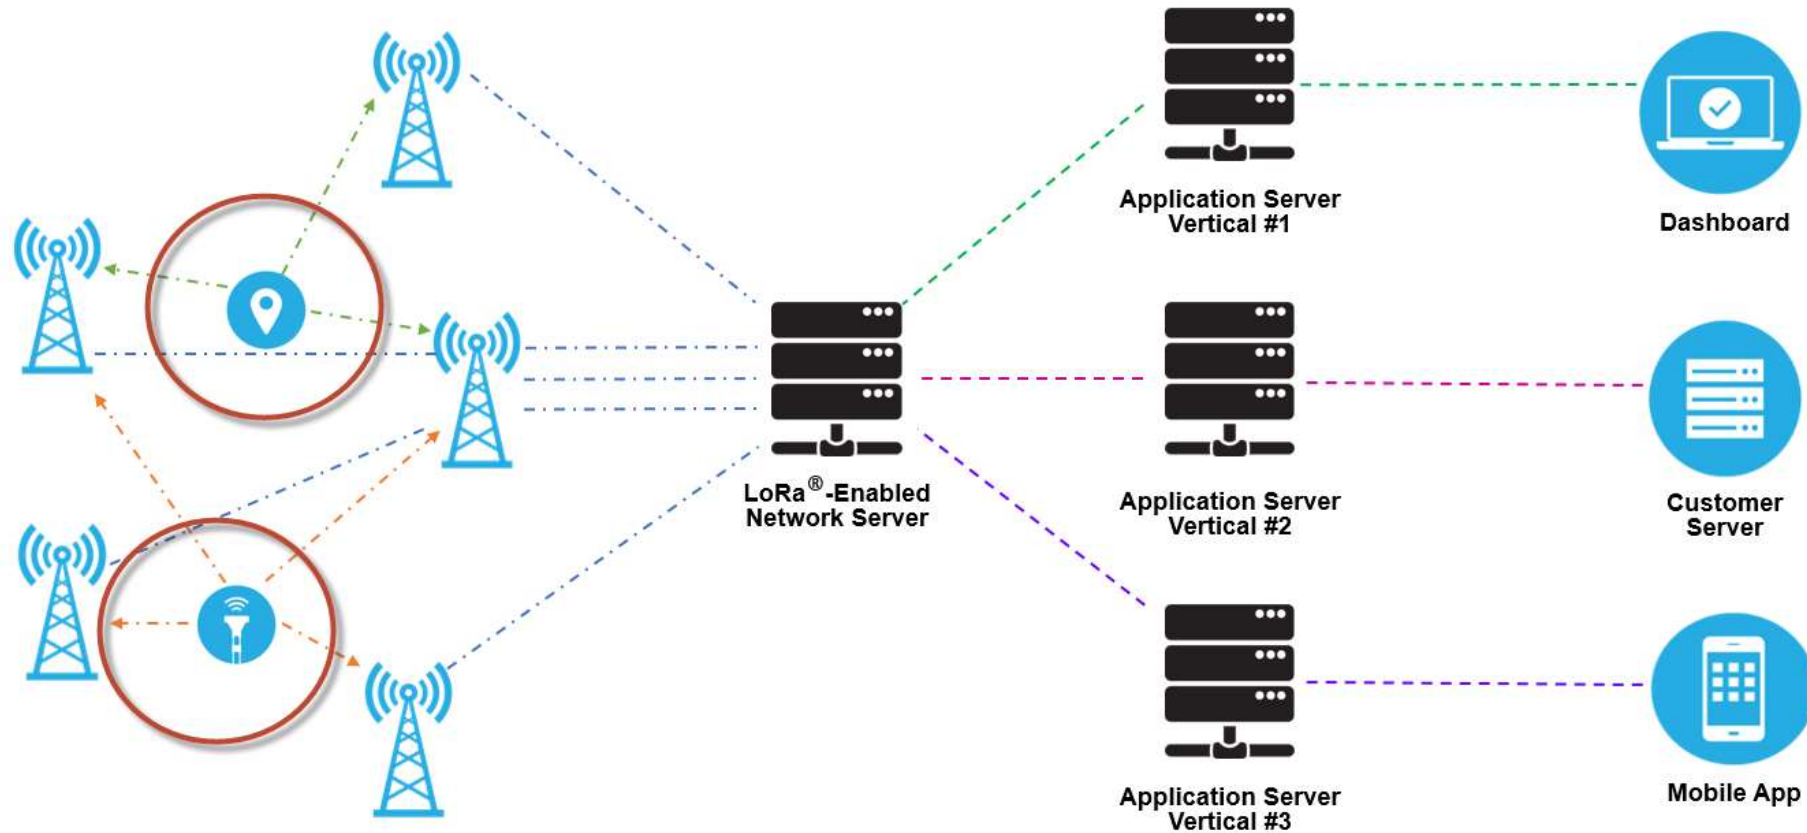 Application Server
Vertical #1
Dashboard
LoRa®-Enabled
Network Server
Application Server
Vertical #2
Customer
Server
Application Server
Vertical #3
Mobile App